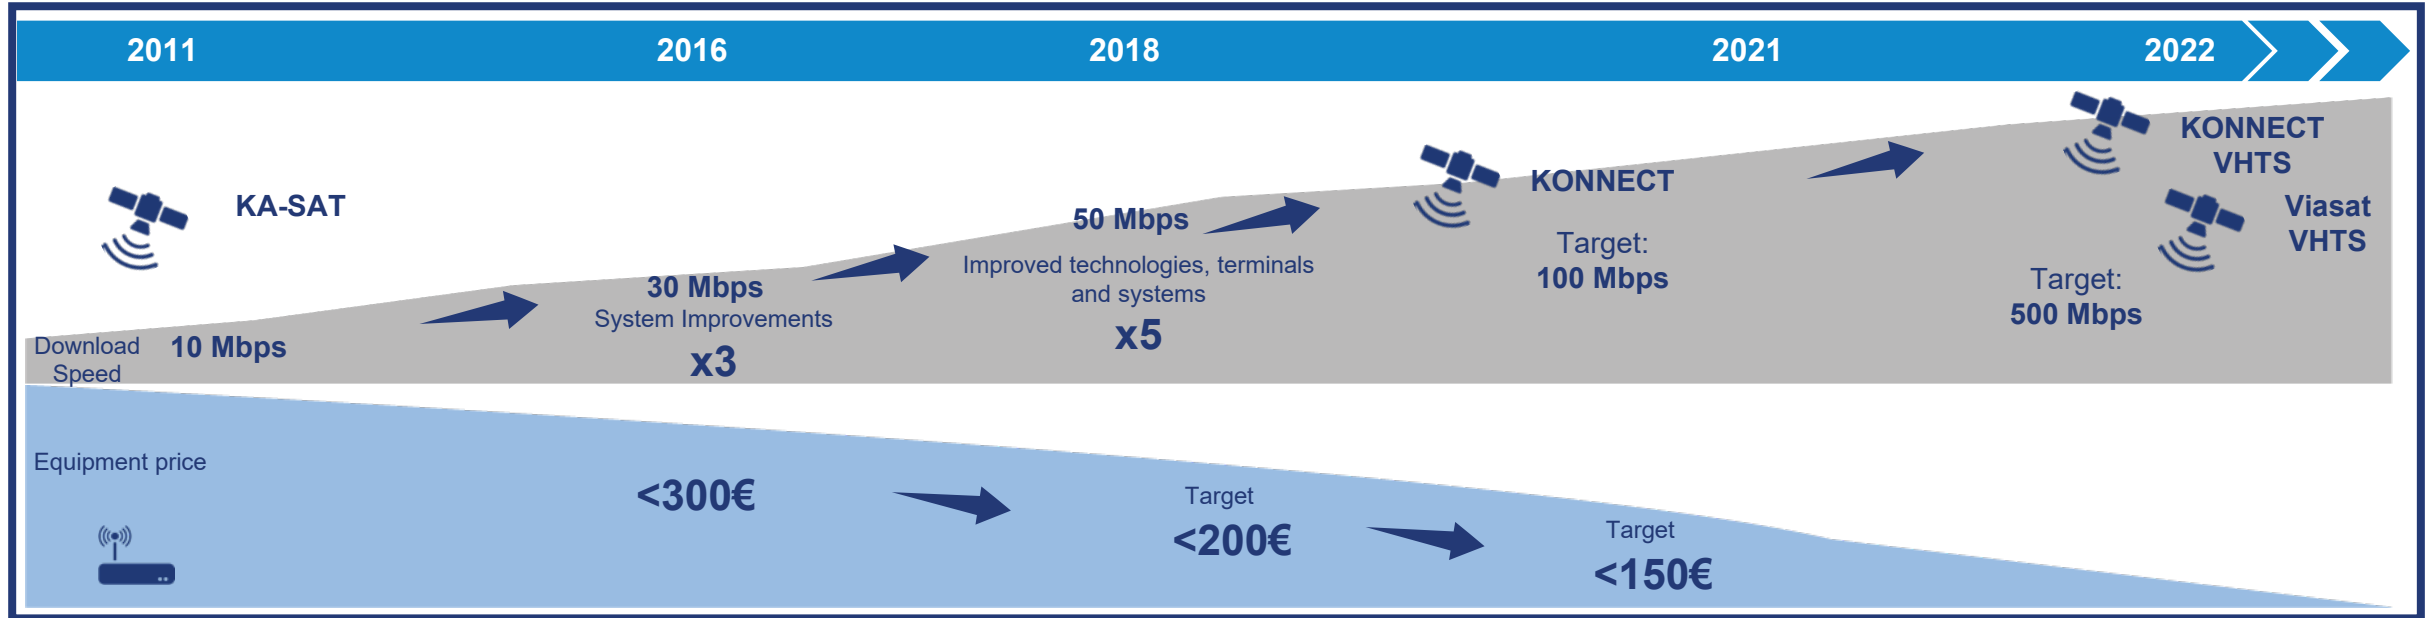 2011 2016 2018 2021 2022
KA-SAT
KONNECT
KONNECT
VHTS
Viasat
VHTS
Download
Speed
10 Mbps
30 Mbps
System Improvements
x3
50 Mbps
Improved technologies, terminals
and systems
x5
Target:
100 Mbps
Target:
500 Mbps
Equipment price
<300€
Target
<200€
Target
<150€